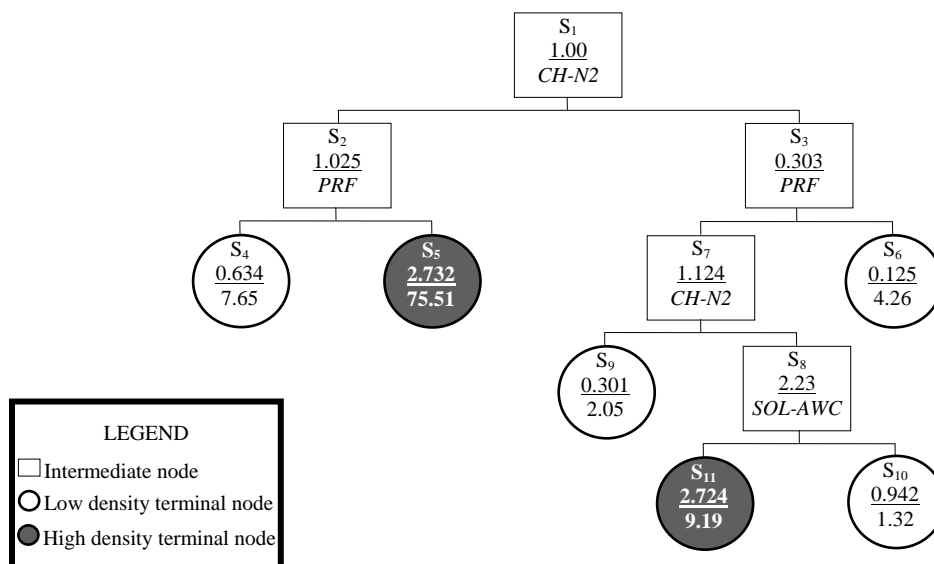 S₁
1.00
CH-N2
S₂
1.025
PRF
S₃
0.303
PRF
S₄
0.634
7.65
S₅
2.732
75.51
S₇
1.124
CH-N2
S₆
0.125
4.26
S₉
0.301
2.05
S₈
2.23
SOL-AWC
S₁₁
2.724
9.19
S₁₀
0.942
1.32
LEGEND
Intermediate node
Low density terminal node
High density terminal node